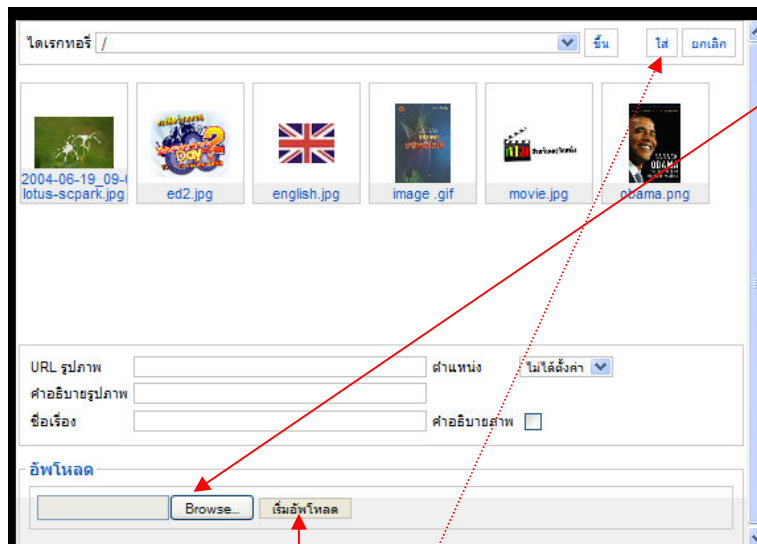 ไดเรกทอรี่ / ขึ้น ใส่ ยกเลิก
2004-06-19_09-
lotus-scpark.jpg ed2.jpg english.jpg image .gif movie.jpg obama.png
URL รูปภาพ ตำแหน่ง ไม่ได้ตั้งค่า
คำอธิบายรูปภาพ
ชื่อเรื่อง คำอธิบายภาพ
อัพโหลด
Browse... เริ่มอัพโหลด